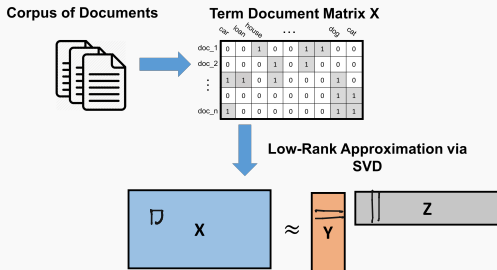 Corpus of Documents
Term Document Matrix X
car loan house ... dog cat
doc_1 0 0 1 0 0 1 1 0 0
doc_2 0 0 0 1 0 1 0 0 0
⋮ 1 1 0 1 0 0 0 1 0
0 0 0 0 0 0 0 1 1
doc_n 1 0 0 0 0 0 0 1 1
Low-Rank Approximation via
SVD
X ≈ Y Z